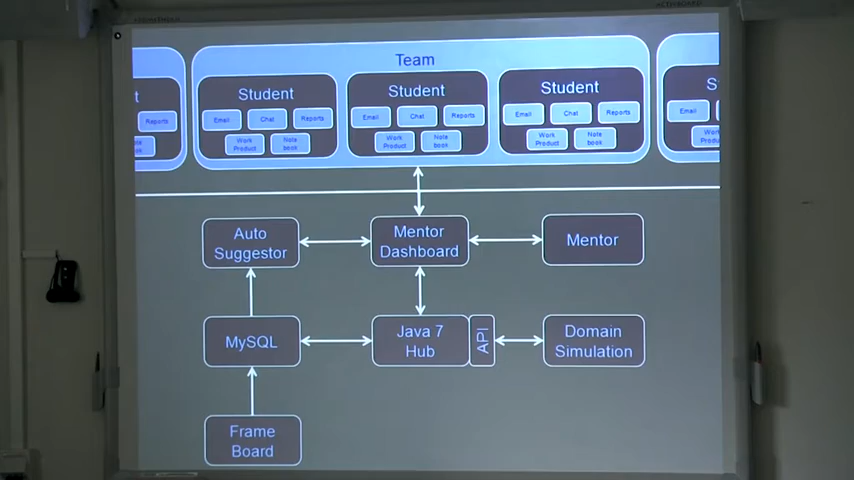 Team
t
Student
Student
Student
S
Reports
Email
Chat
Reports
Email
Chat
Reports
Email
Chat
Reports
Email
book
Work
Product
Note
book
Work
Product
Note
book
Work
Product
Note
book
Auto
Suggestor
Mentor
Dashboard
Mentor
MySQL
Java 7
Hub
API
Domain
Simulation
Frame
Board